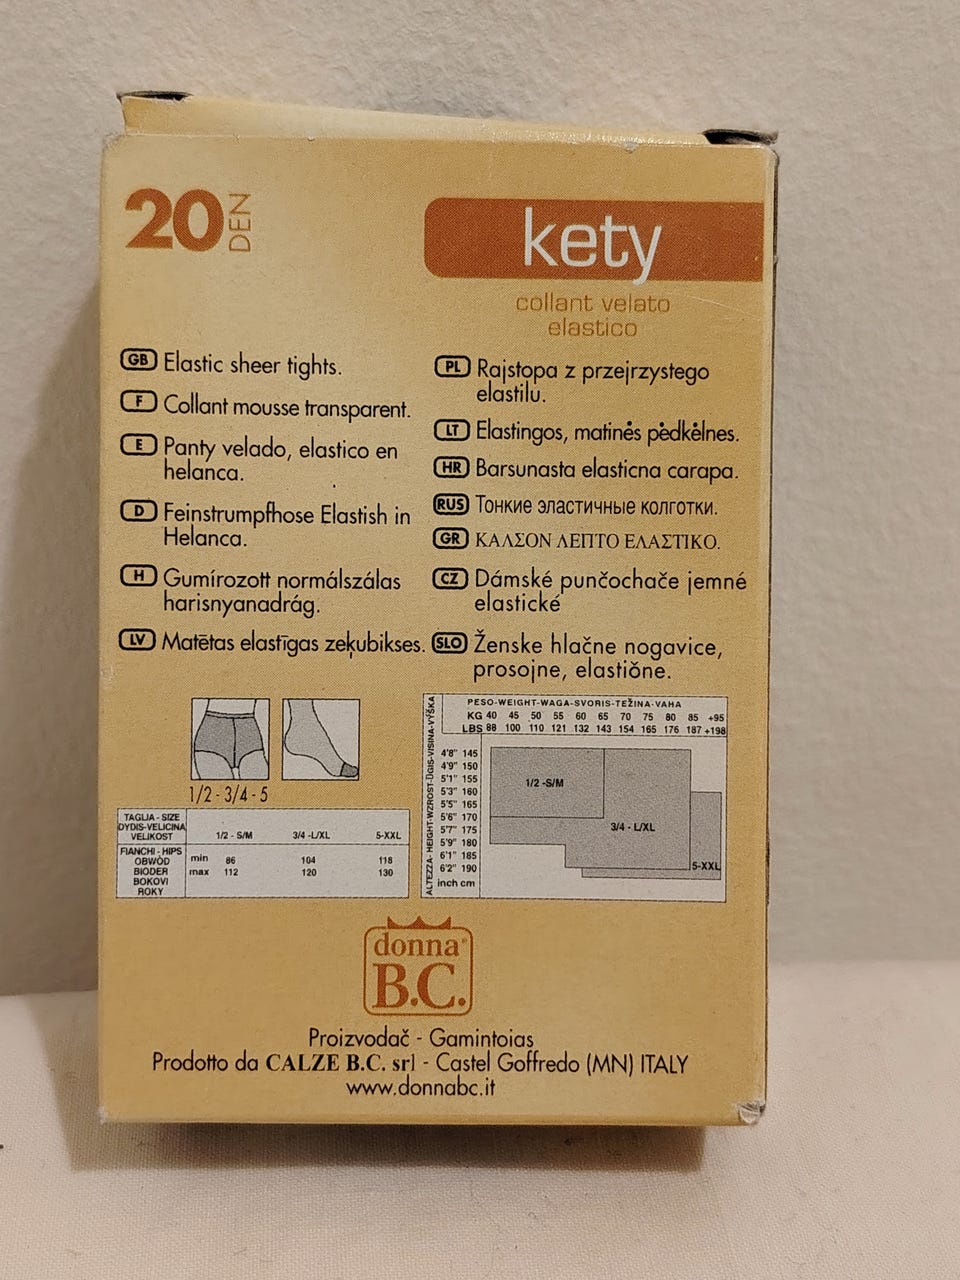 20
DEN
kety
collant velato
elastico
GB Elastic sheer tights.
F Collant mousse transparent.
E Panty velado, elastico en
helanca.
D Feinstrumpfhose Elastish in
Helanca.
H Gumírozott normálszálas
harisnyanadrág.
LV Matētas elastīgas zeķubikses.
PL Rajstopa z przejrzystego
elastilu.
LT Elastingos, matinės pėdkėlnes.
HR Barsunasta elasticna carapa.
RUS Тонкие эластичные колготки.
GR ΚΑΛΣΟΝ ΛΕΠΤΟ ΕΛΑΣΤΙΚΟ.
CZ Dámské punčochače jemné
elastické
SLO Ženske hlačne nogavice,
prosojne, elastične.
1/2 - 3/4 - 5
TAGLIA - SIZE
DYDIS-VELICINA
VELIKOST
1/2 - S/M 3/4 -L/XL 5-XXL
FIANCHI - HIPS
OBWÓD
BIODER
BOKOVI
ROKY
min 86 104 118
max 112 120 130
PESO-WEIGHT-WAGA-SVORIS-TEŽINA-VAHA
KG 40 45 50 55 60 65 70 75 80 85 +95
LBS 88 100 110 121 132 143 154 165 176 187 +198
ALTEZZA- HEIGHT-WZROST-ŪGIS-VISINA-VÝŠKA
4'8" 145
4'9" 150
5'1" 155
5'3" 160
5'5" 165
5'6" 170
5'7" 175
5'9" 180
6'1" 185
6'2" 190
inch cm
1/2 -S/M
3/4 - L/XL
5-XXL
donna®
B.C.
Proizvodač - Gamintoias
Prodotto da CALZE B.C. srl - Castel Goffredo (MN) ITALY
www.donnabc.it